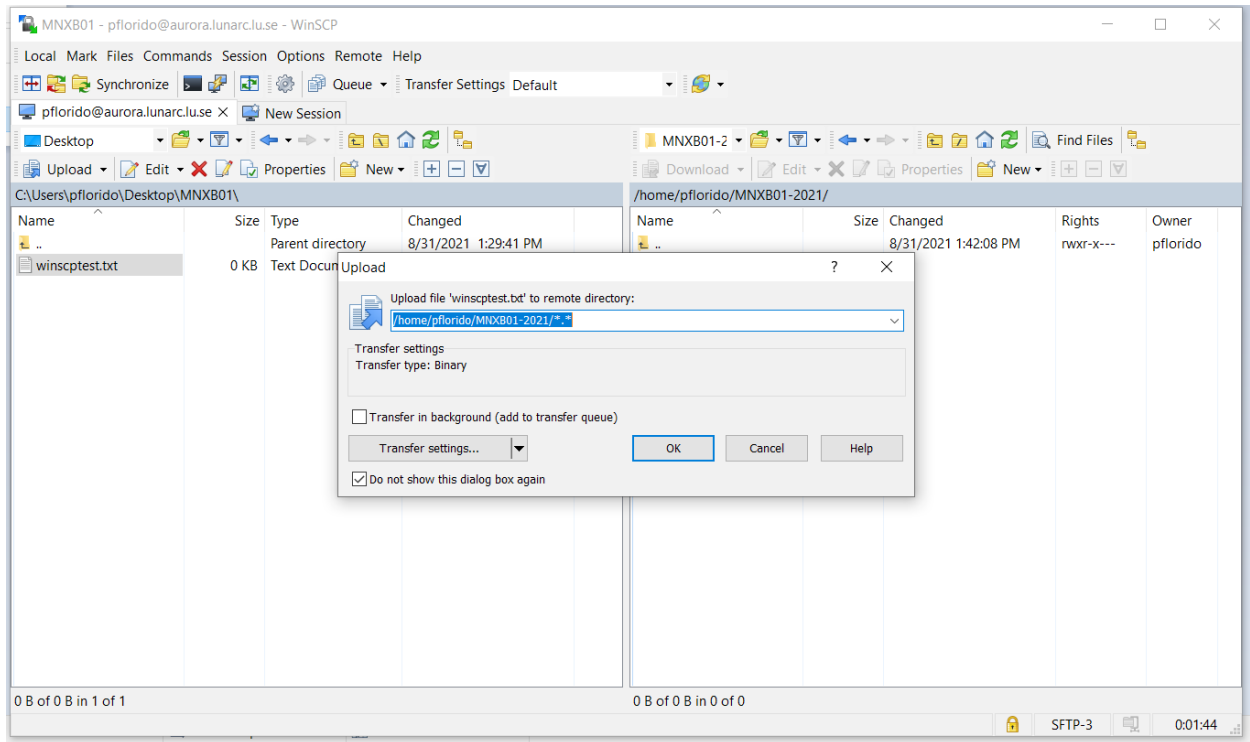 MNXB01 - pflorido@aurora.lunarc.lu.se - WinSCP
Local Mark Files Commands Session Options Remote Help
Synchronize Queue Transfer Settings Default
pflorido@aurora.lunarc.lu.se New Session
Desktop MNXB01-2 Find Files
Upload Edit Properties New Download Edit Properties New
C:\Users\pflorido\Desktop\MNXB01\ /home/pflorido/MNXB01-2021/
Name Size Type Changed Name Size Changed Rights Owner
.. Parent directory 8/31/2021 1:29:41 PM .. 8/31/2021 1:42:08 PM rwxr-x--- pflorido
winscptest.txt 0 KB Text Docum
Upload ?
Upload file 'winscptest.txt' to remote directory:
/home/pflorido/MNXB01-2021/*.*
Transfer settings
Transfer type: Binary
Transfer in background (add to transfer queue)
Transfer settings... OK Cancel Help
Do not show this dialog box again
0 B of 0 B in 1 of 1 0 B of 0 B in 0 of 0
SFTP-3 0:01:44